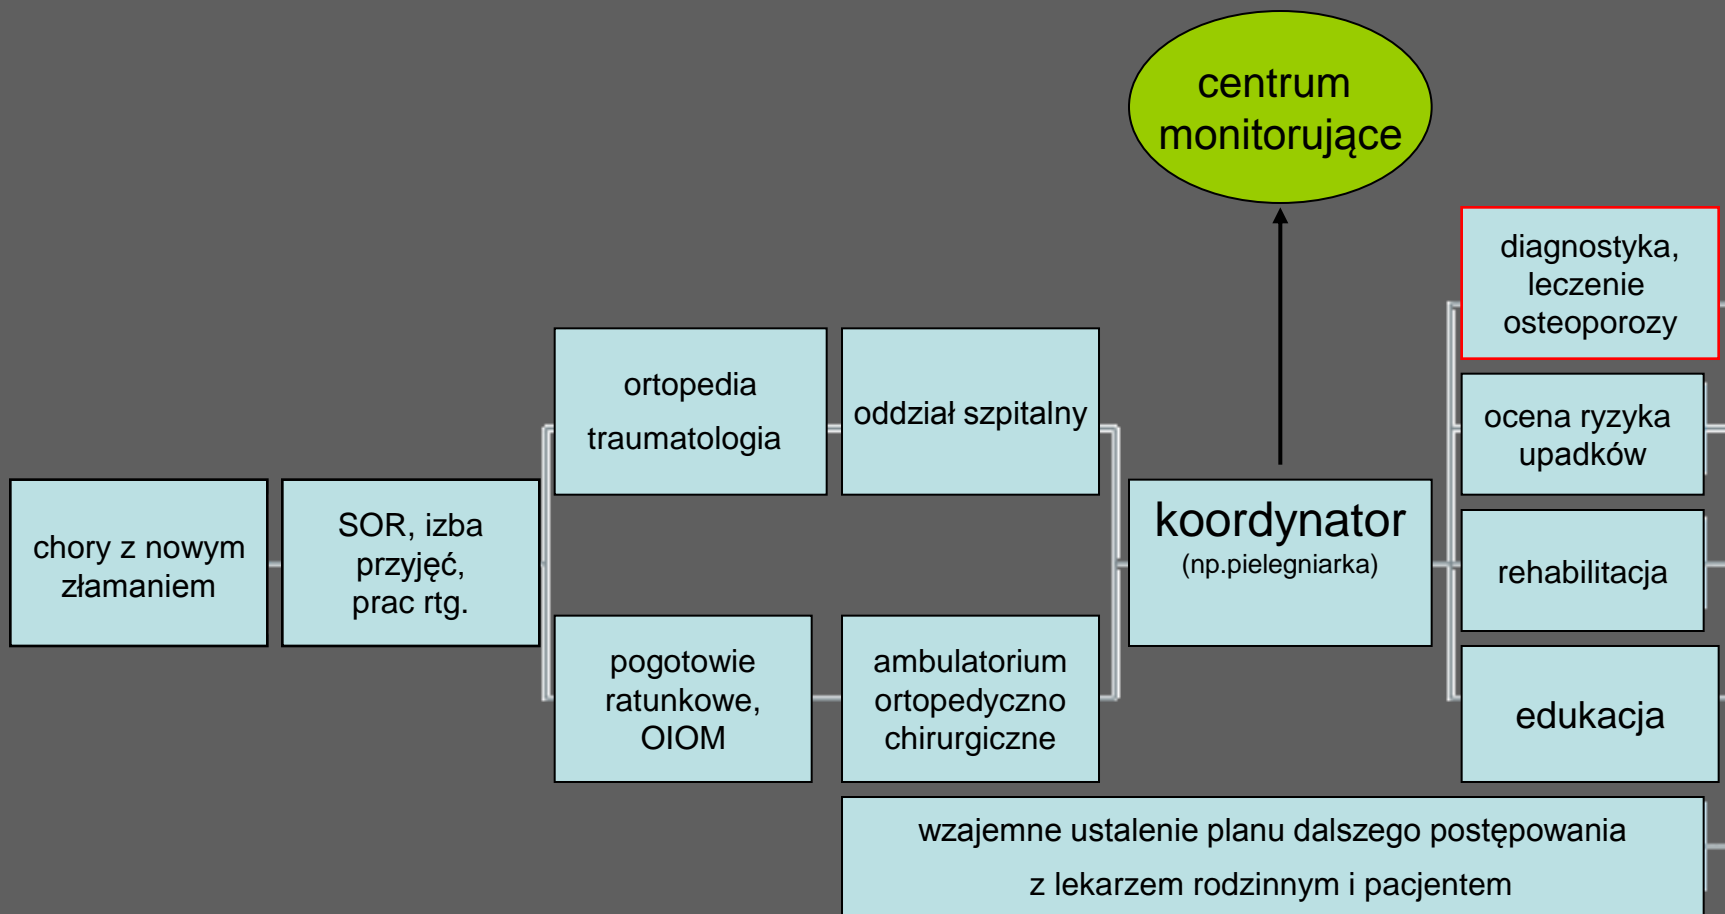 centrum
monitorujące
chory z nowym
złamaniem
SOR, izba
przyjęć,
prac rtg.
ortopedia
traumatologia
oddział szpitalny
pogotowie
ratunkowe,
OIOM
ambulatorium
ortopedyczno
chirurgiczne
koordynator
(np.pielegniarka)
diagnostyka,
leczenie
osteoporozy
ocena ryzyka
upadków
rehabilitacja
edukacja
wzajemne ustalenie planu dalszego postępowania
z lekarzem rodzinnym i pacjentem